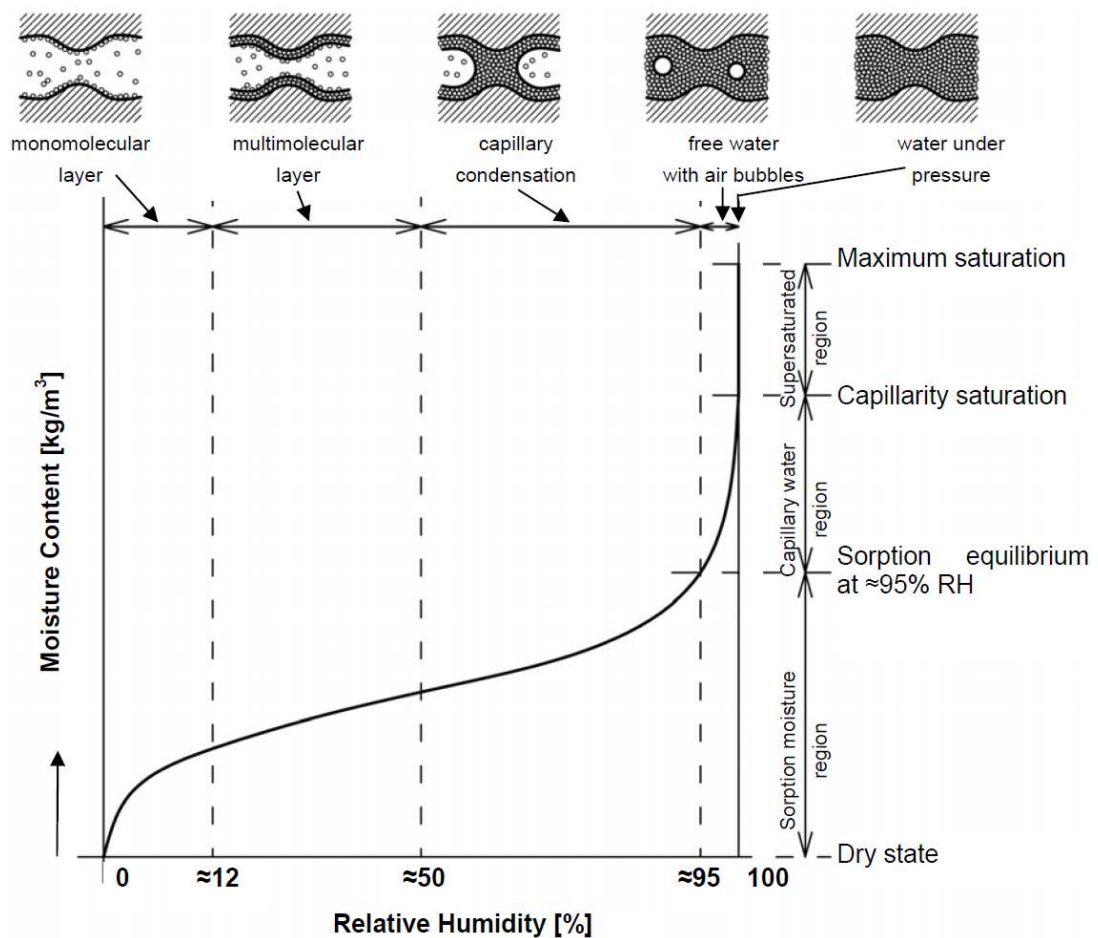 monomolecular
layer
multimolecular
layer
capillary
condensation
free water
with air bubbles
water under
pressure
Maximum saturation
Supersaturated
region
Capillarity saturation
Capillary water
region
Sorption equilibrium
at ≈95% RH
Sorption moisture
region
Dry state
Moisture Content [kg/m³]
0
≈12
≈50
≈95
100
Relative Humidity [%]